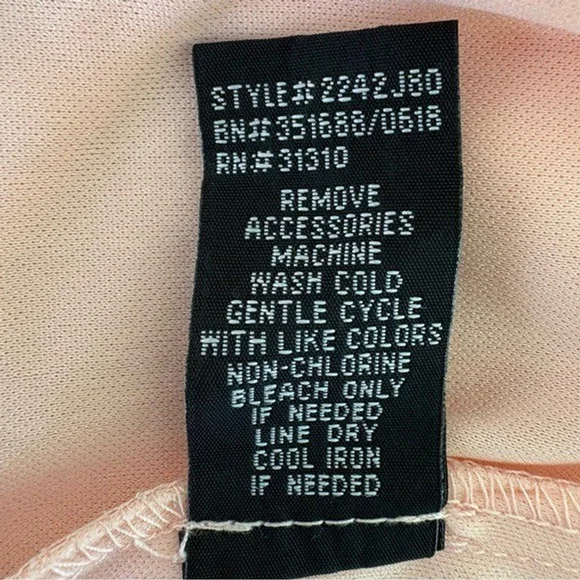 STYLE# 2242J80
BN# 351688/0618
RN# 31310
REMOVE
ACCESSORIES
MACHINE
WASH COLD
GENTLE CYCLE
WITH LIKE COLORS
NON-CHLORINE
BLEACH ONLY
IF NEEDED
LINE DRY
COOL IRON
IF NEEDED